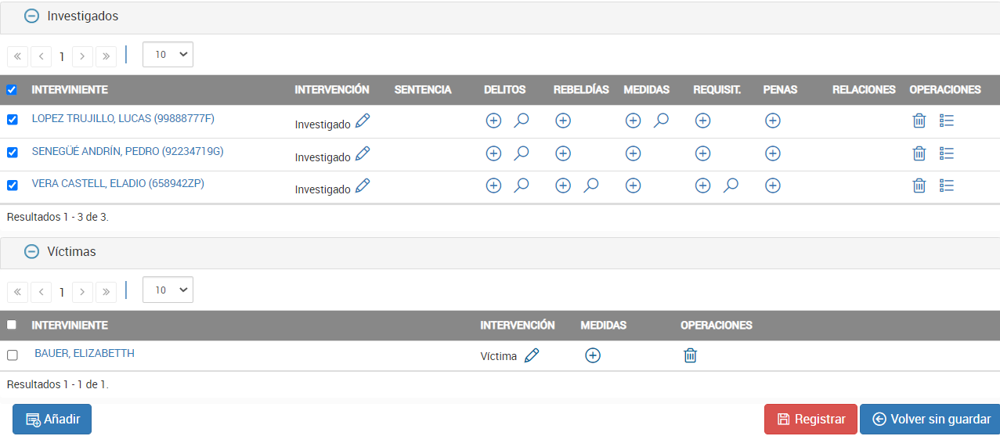 Investigados
« < 1 > » 10
INTERVINIENTE INTERVENCIÓN SENTENCIA DELITOS REBELDÍAS MEDIDAS REQUISIT. PENAS RELACIONES OPERACIONES
LOPEZ TRUJILLO, LUCAS (99888777F) Investigado
SENEGÜÉ ANDRÍN, PEDRO (92234719G) Investigado
VERA CASTELL, ELADIO (658942ZP) Investigado
Resultados 1 - 3 de 3.
Víctimas
« < 1 > » 10
INTERVINIENTE INTERVENCIÓN MEDIDAS OPERACIONES
BAUER, ELIZABETTH Víctima
Resultados 1 - 1 de 1.
Añadir Registrar Volver sin guardar